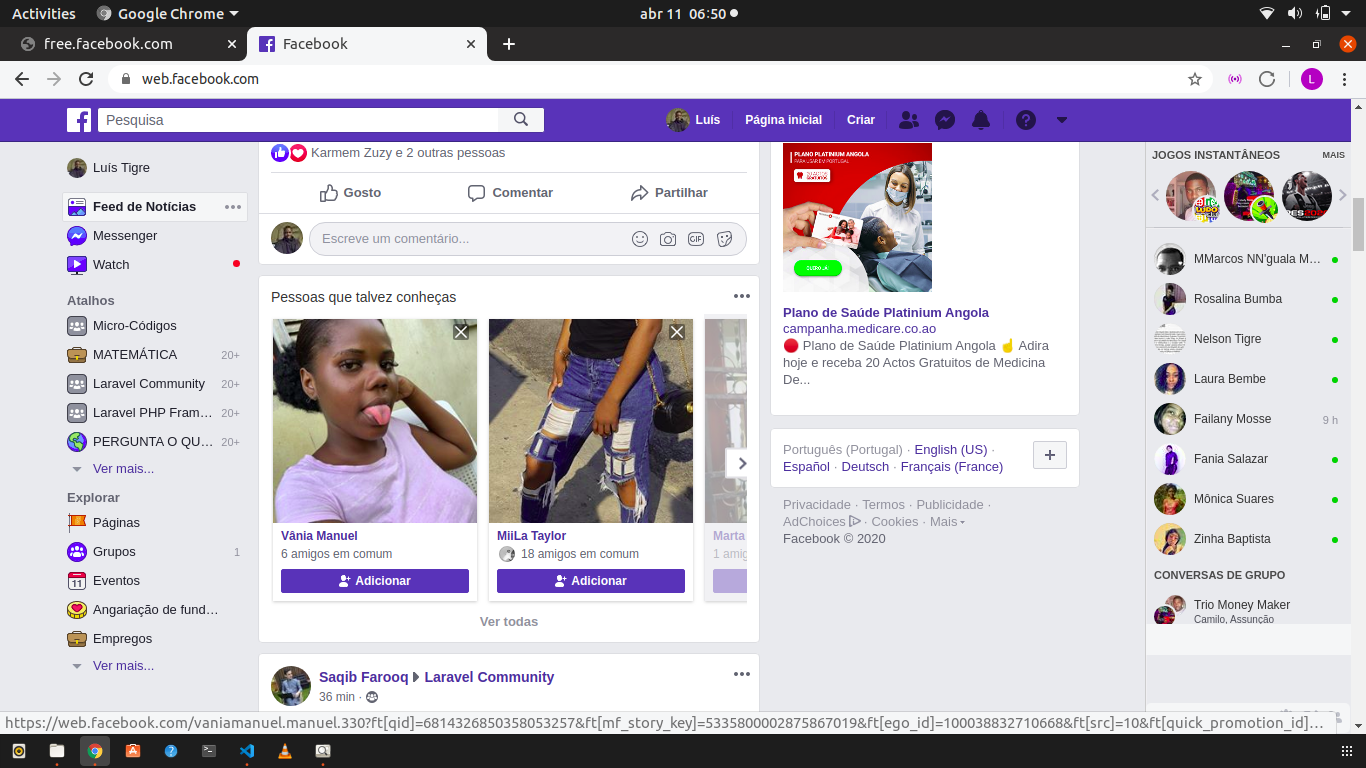 Activities Google Chrome abr 11 06:50
free.facebook.com
Facebook
web.facebook.com
L
Pesquisa
Luís Página inicial Criar
Luís Tigre
Feed de Notícias
Messenger
Watch
Atalhos
Micro-Códigos
MATEMÁTICA 20+
Laravel Community 20+
Laravel PHP Fram… 20+
PERGUNTA O QU… 20+
Ver mais...
Explorar
Páginas
Grupos 1
11 Eventos
Angariação de fund…
Empregos
Ver mais...
Karmem Zuzy e 2 outras pessoas
Gosto Comentar Partilhar
Escreve um comentário...
GIF
Pessoas que talvez conheças
Vânia Manuel
6 amigos em comum
Adicionar
MiiLa Taylor
18 amigos em comum
Adicionar
Marta
1 amig
Ver todas
Saqib Farooq Laravel Community
36 min ·
PLANO PLATINIUM ANGOLA
PARA USAR EM PORTUGAL
Plano de Saúde Platinium Angola
campanha.medicare.co.ao
Plano de Saúde Platinium Angola Adira
hoje e receba 20 Actos Gratuitos de Medicina
De...
Português (Portugal) · English (US) ·
Español · Deutsch · Français (France)
Privacidade · Termos · Publicidade ·
AdChoices · Cookies · Mais
Facebook © 2020
JOGOS INSTANTÂNEOS MAIS
LUDO
MMarcos NN'guala M…
Rosalina Bumba
Nelson Tigre
Laura Bembe
Failany Mosse 9 h
Fania Salazar
Mônica Suares
Zinha Baptista
CONVERSAS DE GRUPO
Trio Money Maker
Camilo, Assunção
https://web.facebook.com/vaniamanuel.manuel.330?ft[qid]=6814326850358053257&ft[mf_story_key]=5335800002875867019&ft[ego_id]=100038832710668&ft[src]=10&ft[quick_promotion_id]…